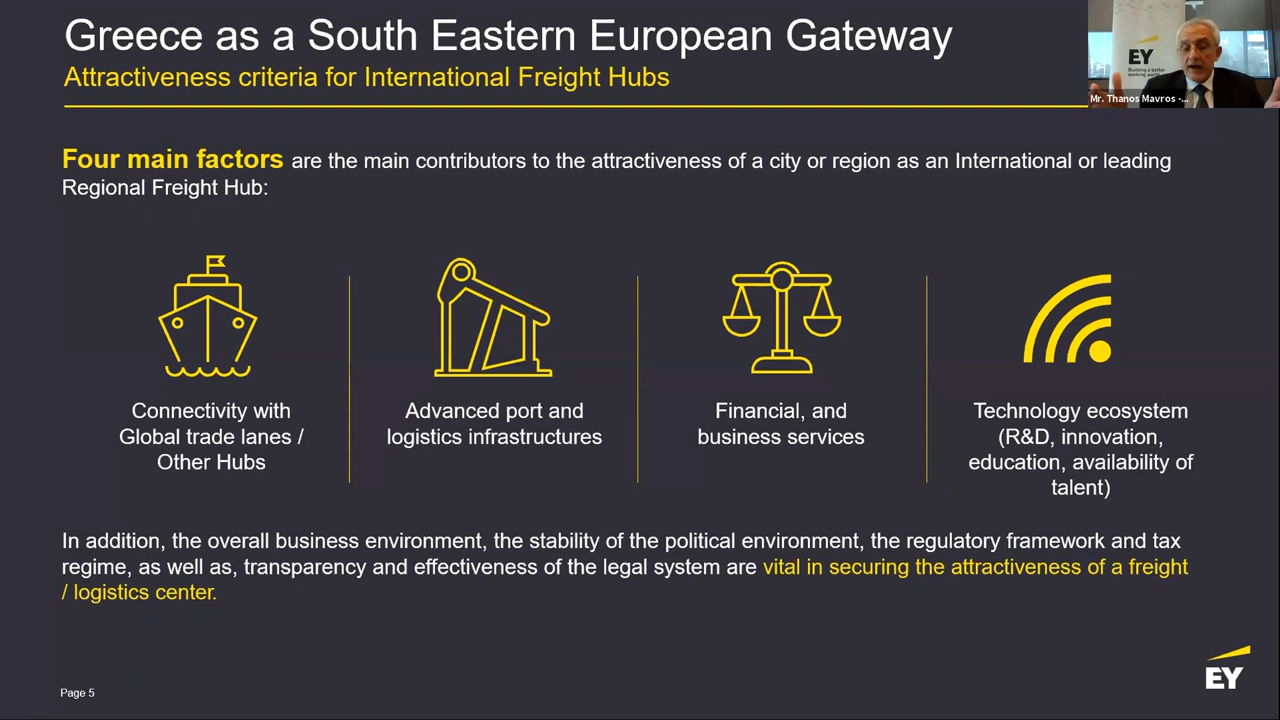 Greece as a South Eastern European Gateway
Attractiveness criteria for International Freight Hubs
EY
Building a better
working world
Mr. Thanos Mavros -...
Four main factors are the main contributors to the attractiveness of a city or region as an International or leading
Regional Freight Hub:
Connectivity with
Global trade lanes /
Other Hubs
Advanced port and
logistics infrastructures
Financial, and
business services
Technology ecosystem
(R&D, innovation,
education, availability of
talent)
In addition, the overall business environment, the stability of the political environment, the regulatory framework and tax
regime, as well as, transparency and effectiveness of the legal system are vital in securing the attractiveness of a freight
/ logistics center.
Page 5
EY